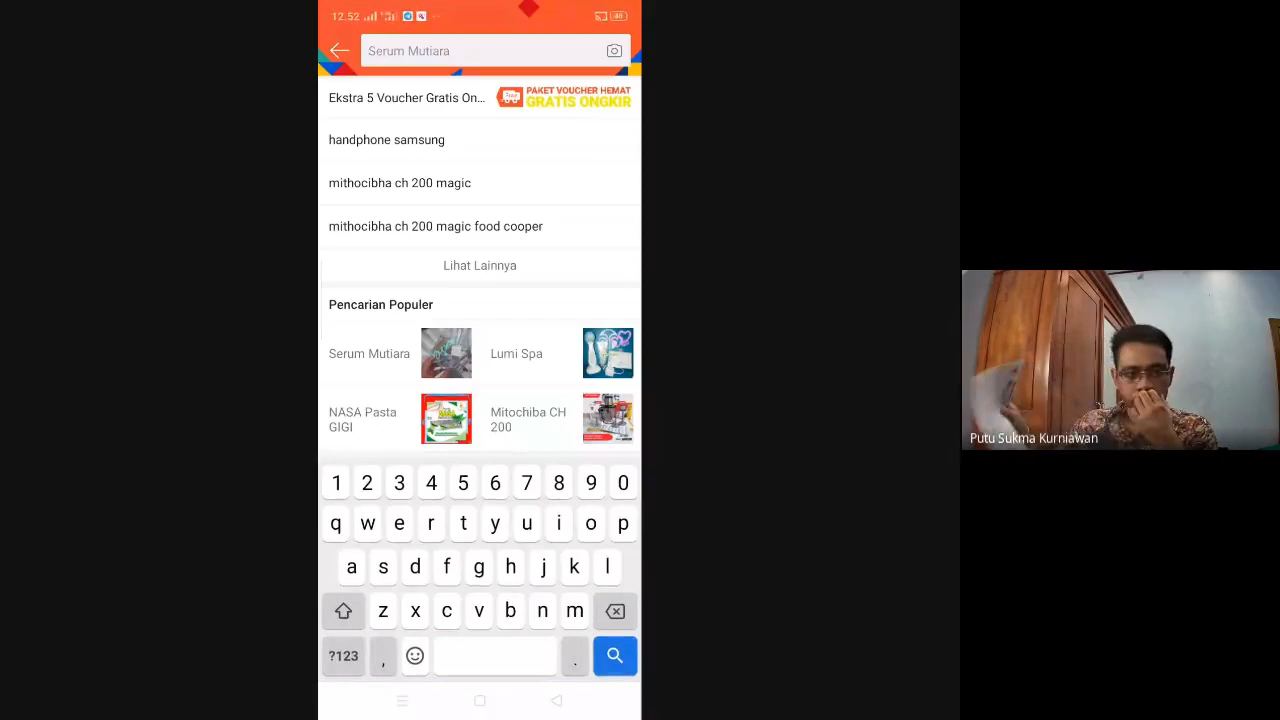 12.52
Serum Mutiara
Ekstra 5 Voucher Gratis On...
PAKET VOUCHER HEMAT
GRATIS ONGKIR
handphone samsung
mithocibha ch 200 magic
mithocibha ch 200 magic food cooper
Lihat Lainnya
Pencarian Populer
Serum Mutiara
Lumi Spa
NASA Pasta
GIGI
Mitochiba CH
200
1 2 3 4 5 6 7 8 9 0
q w e r t y u i o p
a s d f g h j k l
z x c v b n m
?123 , .
Putu Sukma Kurniawan